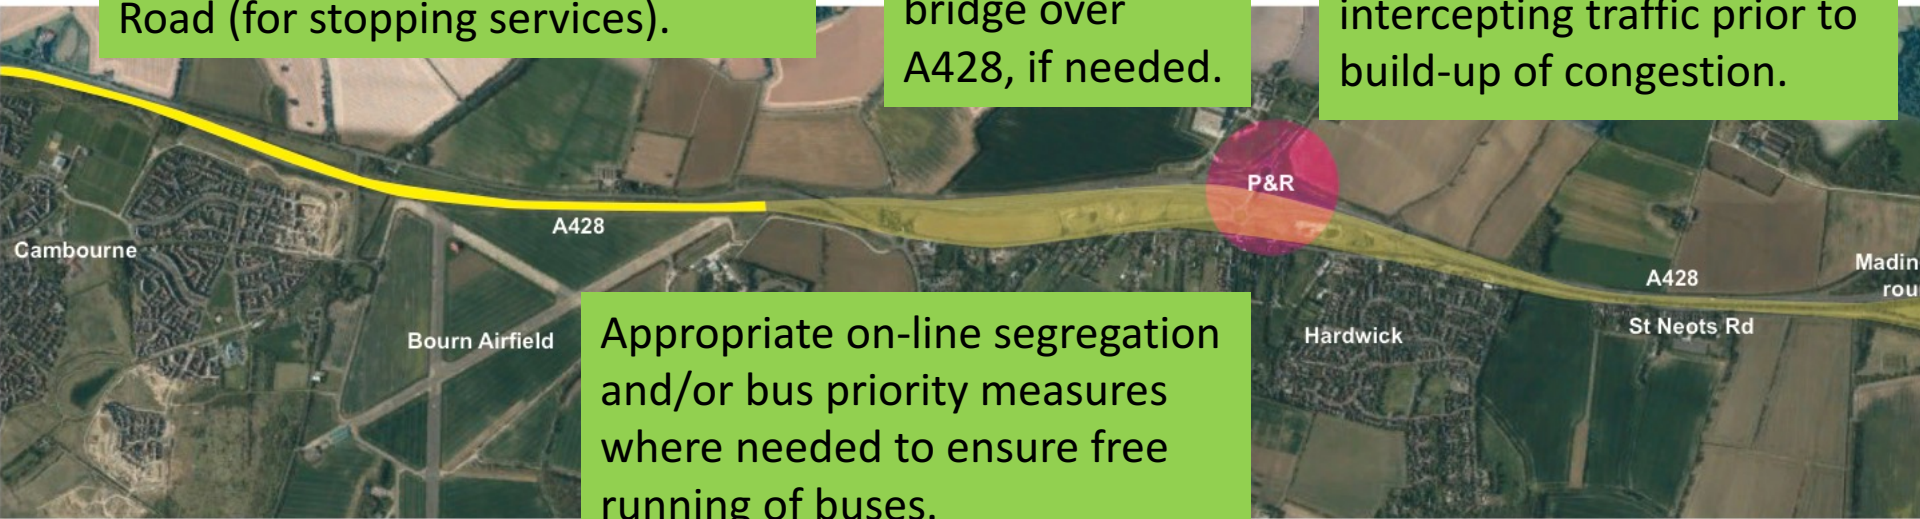 Road (for stopping services).
bridge over
A428, if needed.
intercepting traffic prior to
build-up of congestion.
P&R
A428
Cambourne
Bourn Airfield
Appropriate on-line segregation
and/or bus priority measures
where needed to ensure free
running of buses.
Hardwick
A428
St Neots Rd
Madin
rou